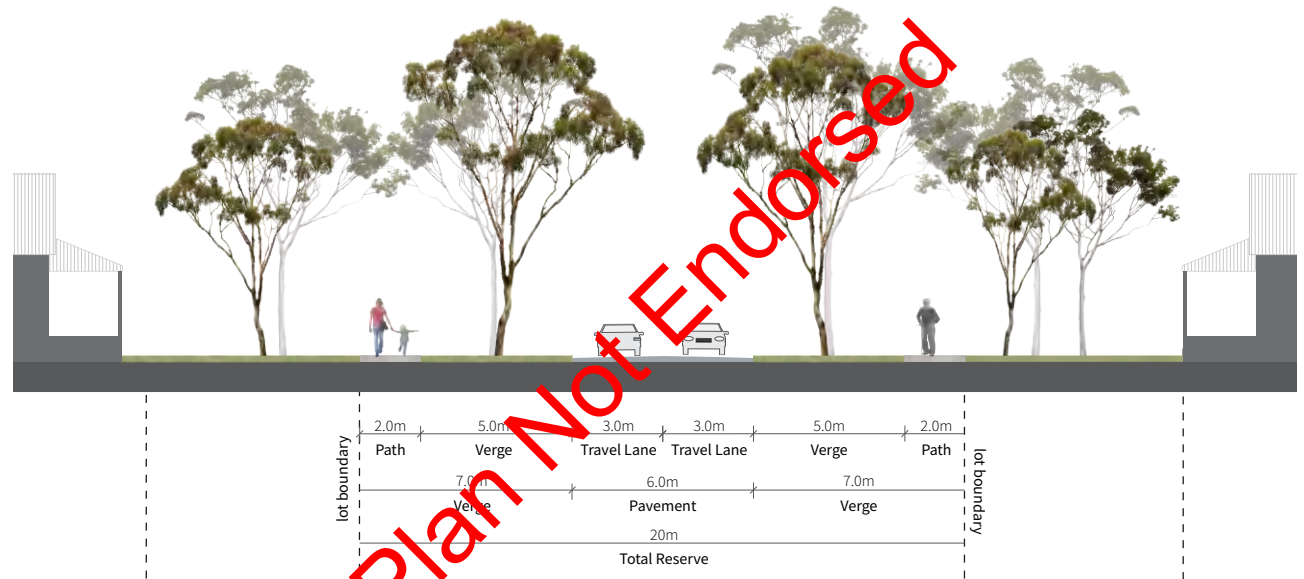 Plan Not Endorsed
2.0m 5.0m 3.0m 3.0m 5.0m 2.0m
Path Verge Travel Lane Travel Lane Verge Path
lot boundary
lot boundary
7.0m 6.0m 7.0m
Verge Pavement Verge
20m
Total Reserve